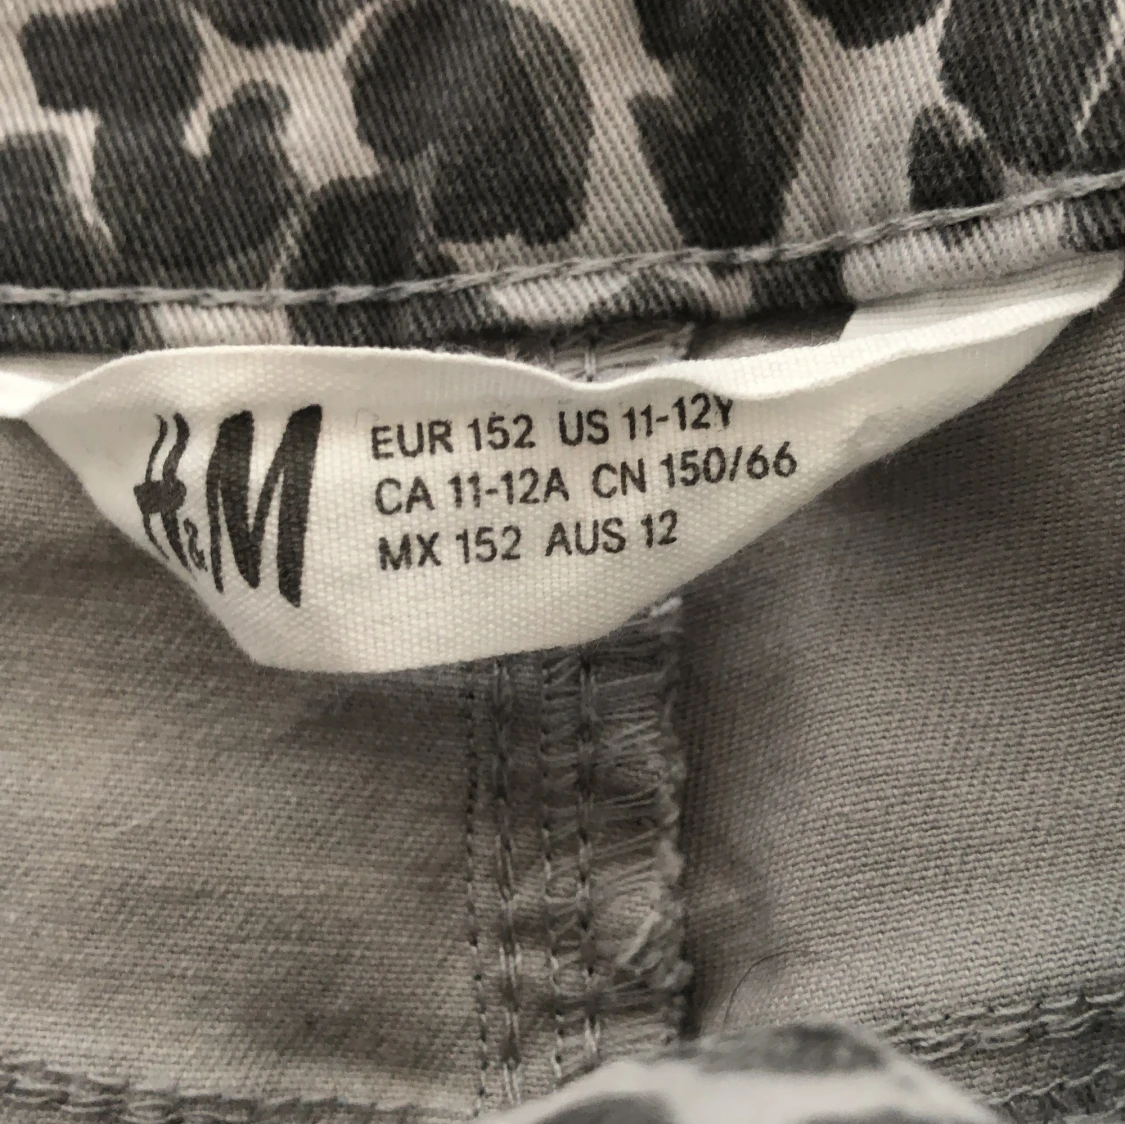 H&M
EUR 152 US 11-12Y
CA 11-12A CN 150/66
MX 152 AUS 12